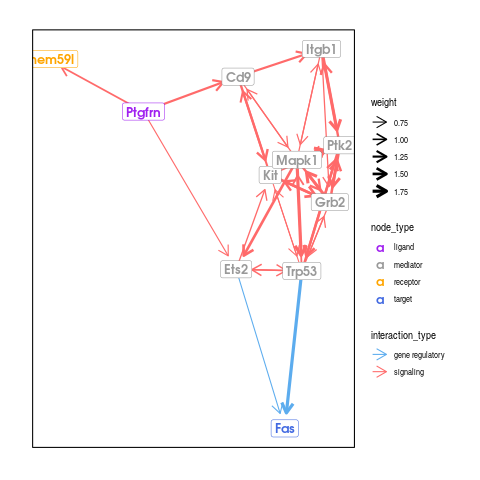 Itgb1
nem59l
Cd9
Ptgfrn
Ptk2
Mapk1
Kit
Grb2
Ets2
Trp53
Fas
weight
0.75
1.00
1.25
1.50
1.75
node_type
a ligand
a mediator
a receptor
a target
interaction_type
gene regulatory
signaling